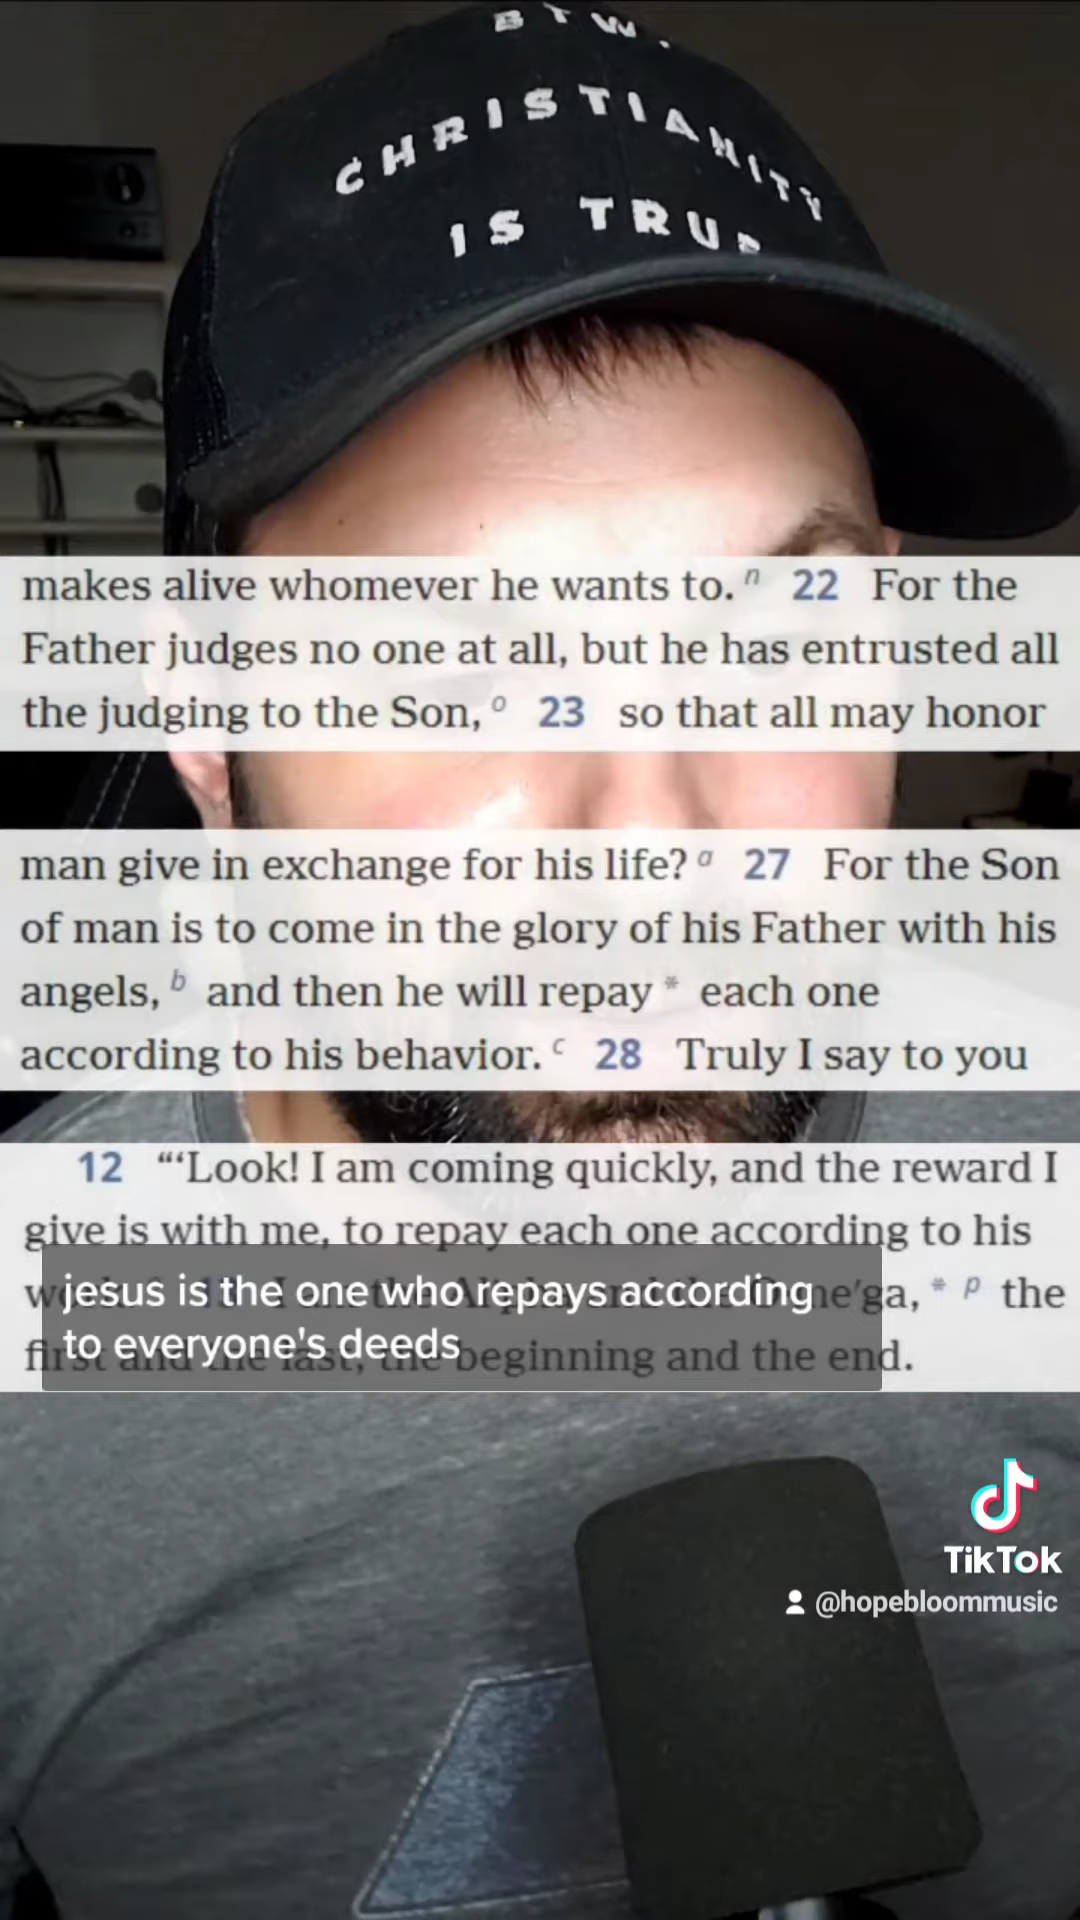 BTW.
CHRISTIANITY
IS TRUE
makes alive whomever he wants to. n 22 For the
Father judges no one at all, but he has entrusted all
the judging to the Son, o 23 so that all may honor
man give in exchange for his life? a 27 For the Son
of man is to come in the glory of his Father with his
angels, b and then he will repay * each one
according to his behavior. c 28 Truly I say to you
12 “‘Look! I am coming quickly, and the reward I
give is with me, to repay each one according to his
jesus is the one who repays according
* p the
to everyone's deeds
first and the last, the beginning and the end.
TikTok
@hopebloommusic